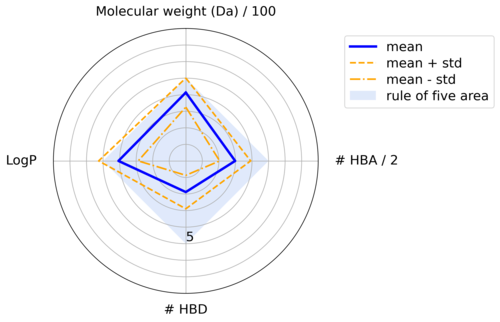 Molecular weight (Da) / 100
mean
mean + std
mean - std
rule of five area
LogP
# HBA / 2
5
# HBD